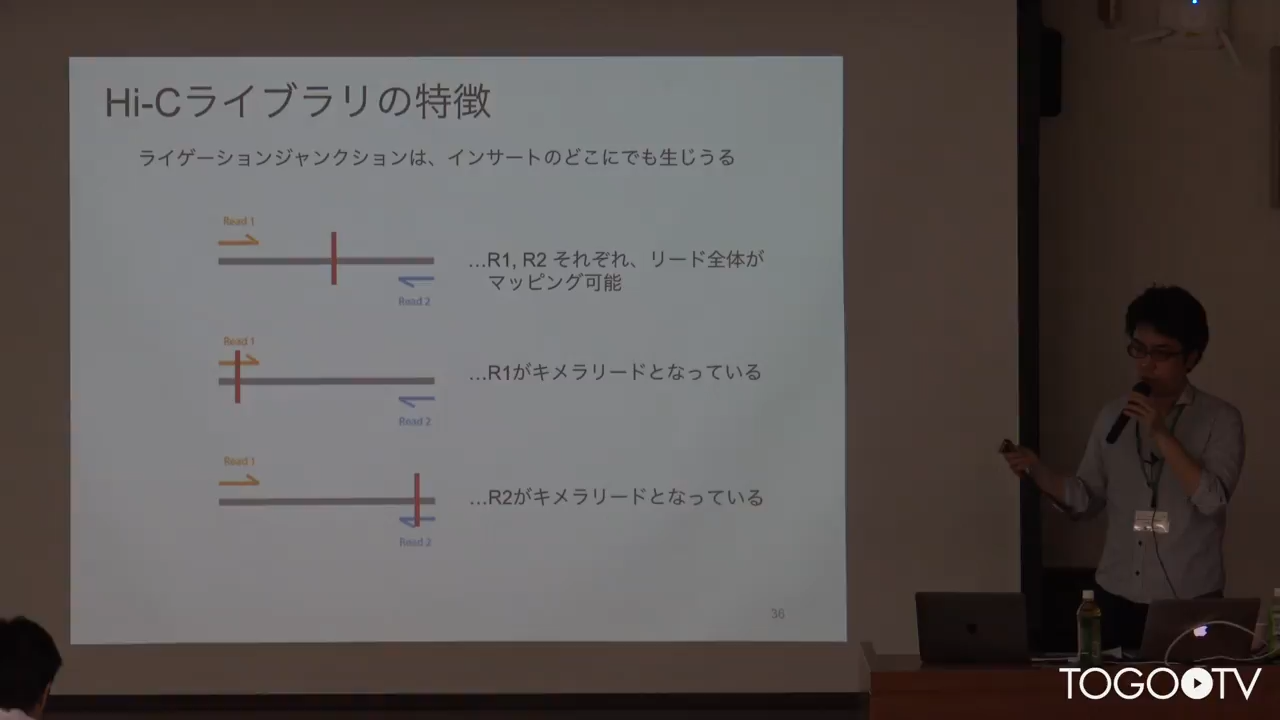 Hi-Cライブラリの特徴
ライゲーションジャンクションは、インサートのどこにでも生じうる
Read 1
…R1, R2 それぞれ、リード全体が
マッピング可能
Read 2
Read 1
…R1がキメラリードとなっている
Read 2
Read 1
…R2がキメラリードとなっている
Read 2
36
TOGOTV